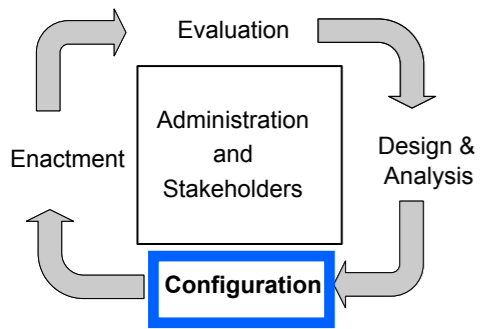 Evaluation
Administration
and
Stakeholders
Enactment
Design &
Analysis
Configuration